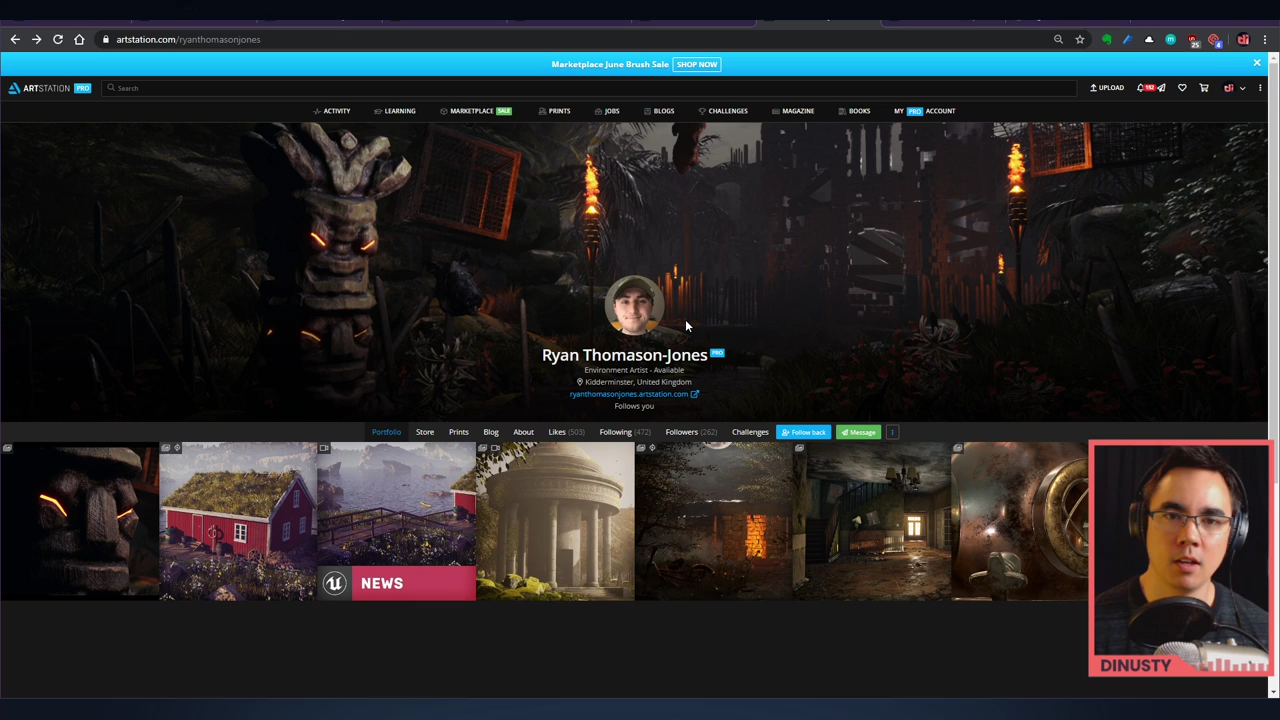 artstation.com/ryanthomasonjones
25
4
Marketplace June Brush Sale SHOP NOW
ARTSTATION PRO
Search
UPLOAD
192
ACTIVITY LEARNING MARKETPLACE SALE PRINTS JOBS BLOGS CHALLENGES MAGAZINE BOOKS MY PRO ACCOUNT
Ryan Thomason-Jones PRO
Environment Artist - Available
Kidderminster, United Kingdom
ryanthomasonjones.artstation.com
Follows you
Portfolio Store Prints Blog About Likes (503) Following (472) Followers (262) Challenges Follow back Message
NEWS
DINUSTY